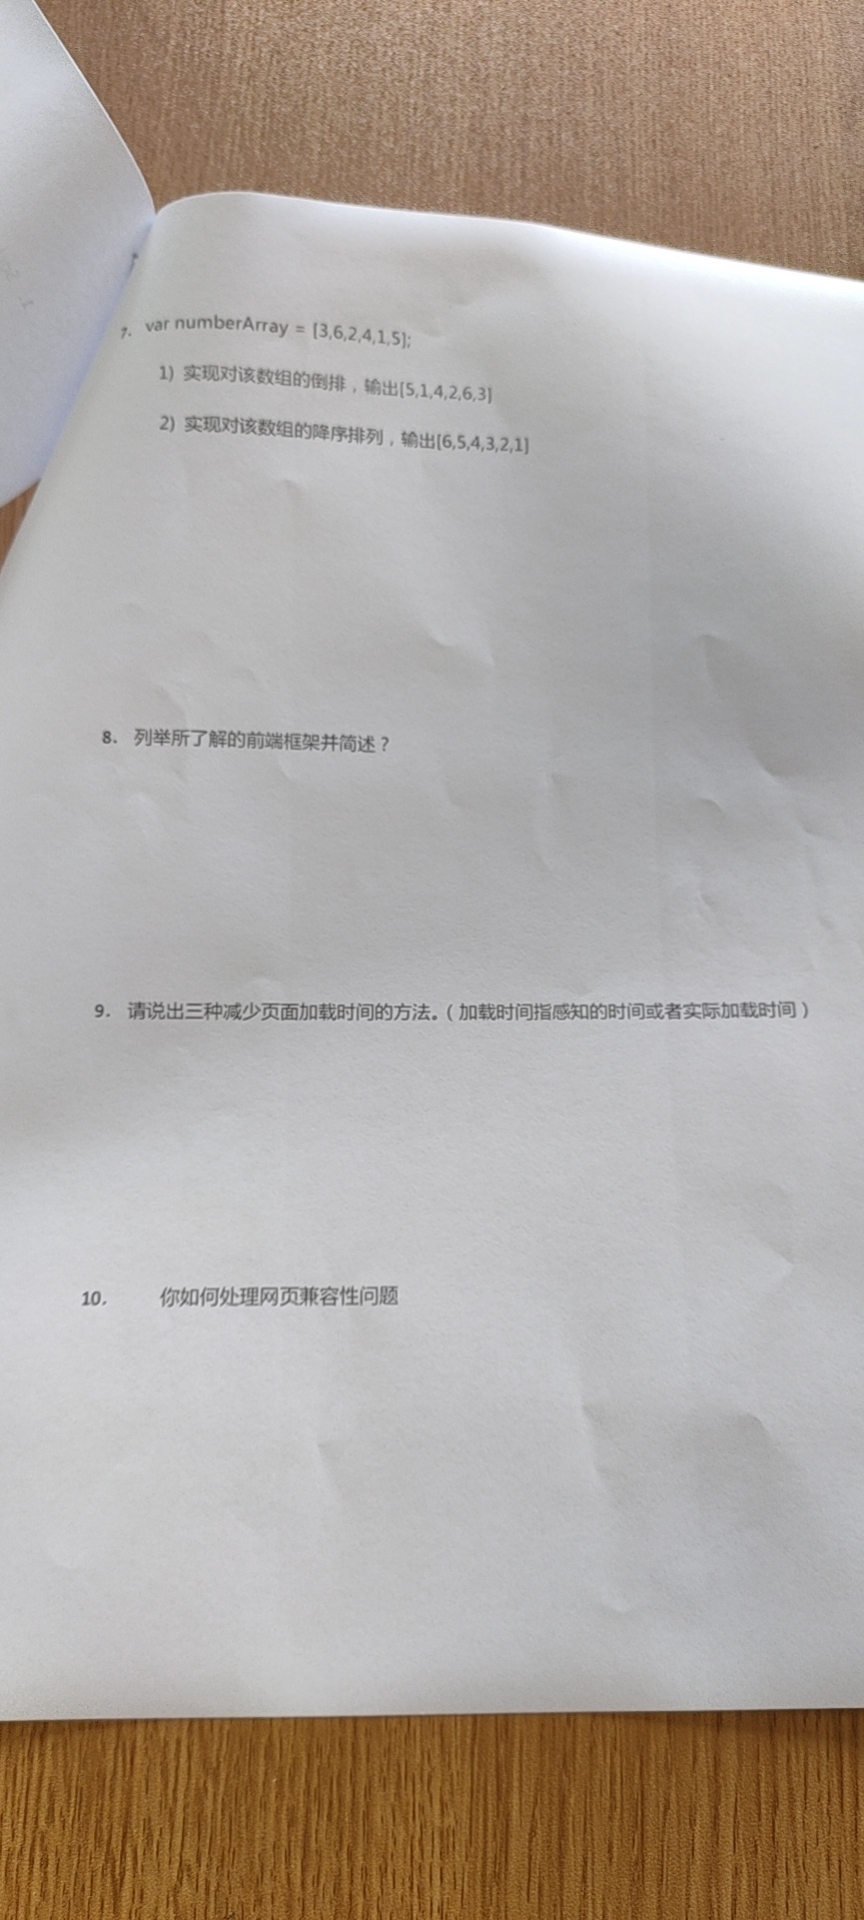 7. var numberArray = [3,6,2,4,1,5];
1) 实现对该数组的倒排，输出[5,1,4,2,6,3]
2) 实现对该数组的降序排列，输出[6,5,4,3,2,1]
8. 列举所了解的前端框架并简述？
9. 请说出三种减少页面加载时间的方法。（加载时间指感知的时间或者实际加载时间）
10. 你如何处理网页兼容性问题